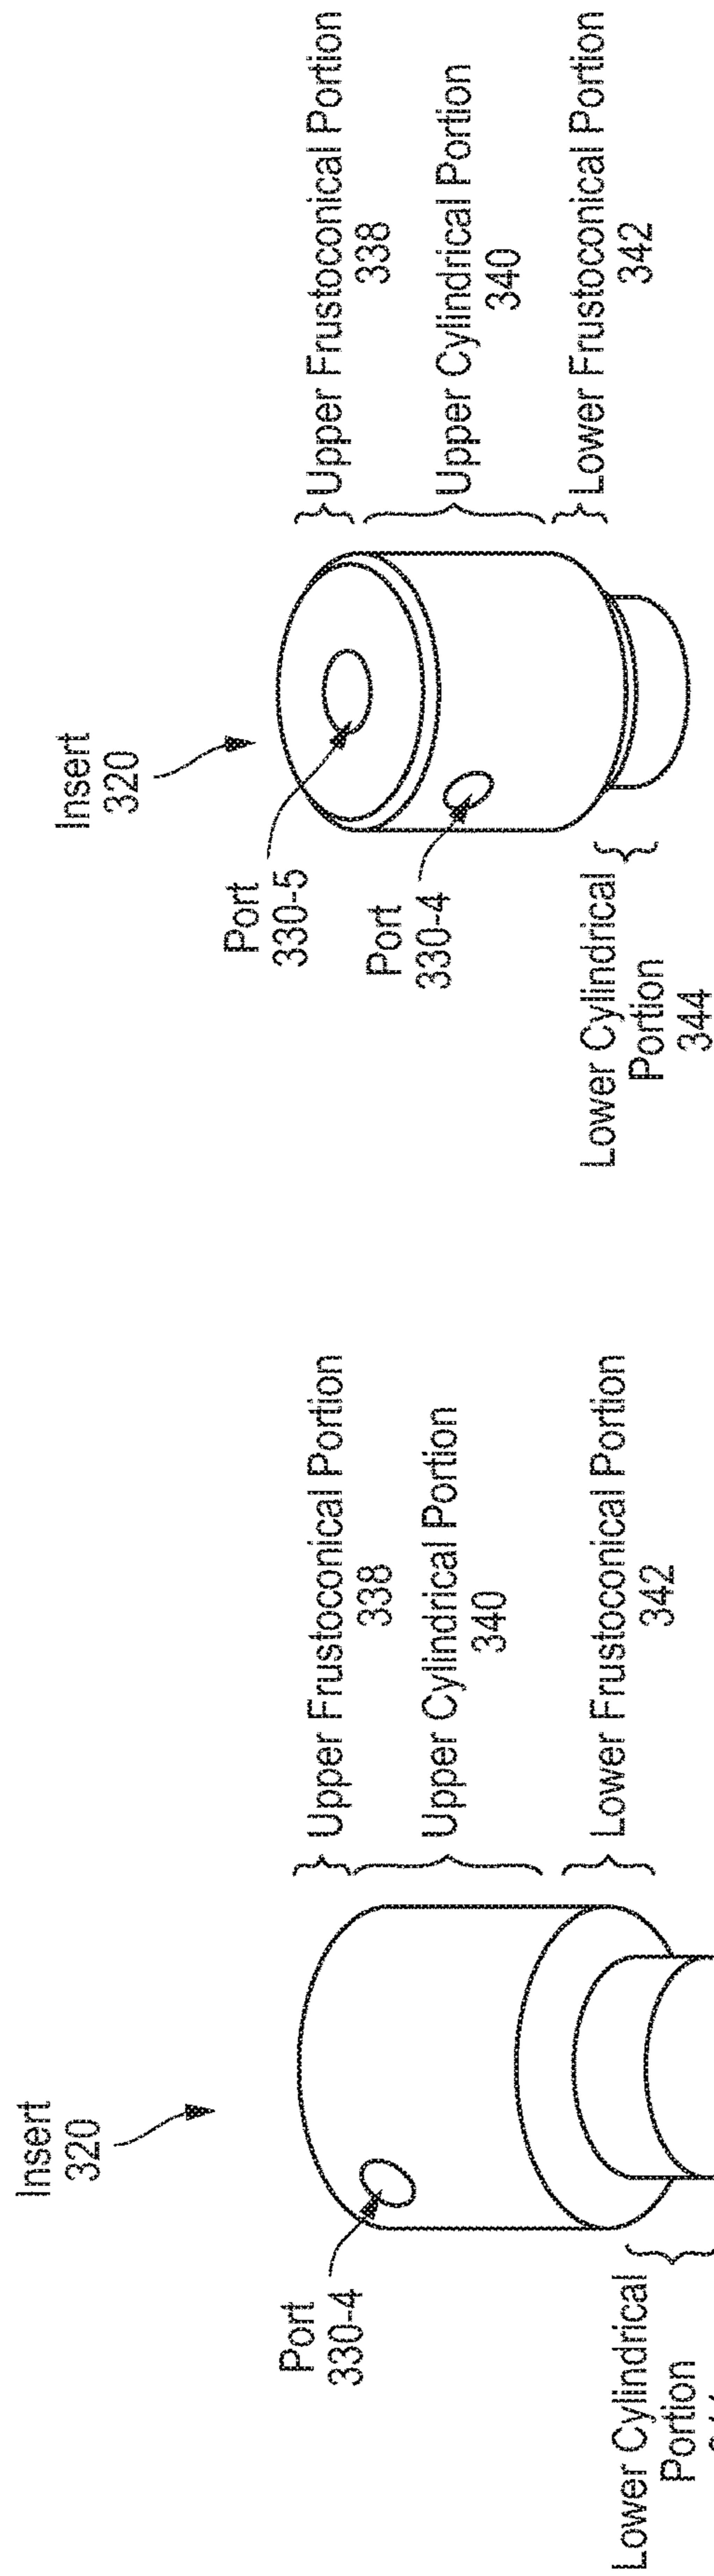 Insert
320
Port
330-4
Upper Frustoconical Portion
338
Upper Cylindrical Portion
340
Lower Frustoconical Portion
342
Lower Cylindrical
Portion
Insert
320
Port
330-5
Port
330-4
Upper Frustoconical Portion
338
Upper Cylindrical Portion
340
Lower Frustoconical Portion
342
Lower Cylindrical
Portion
344